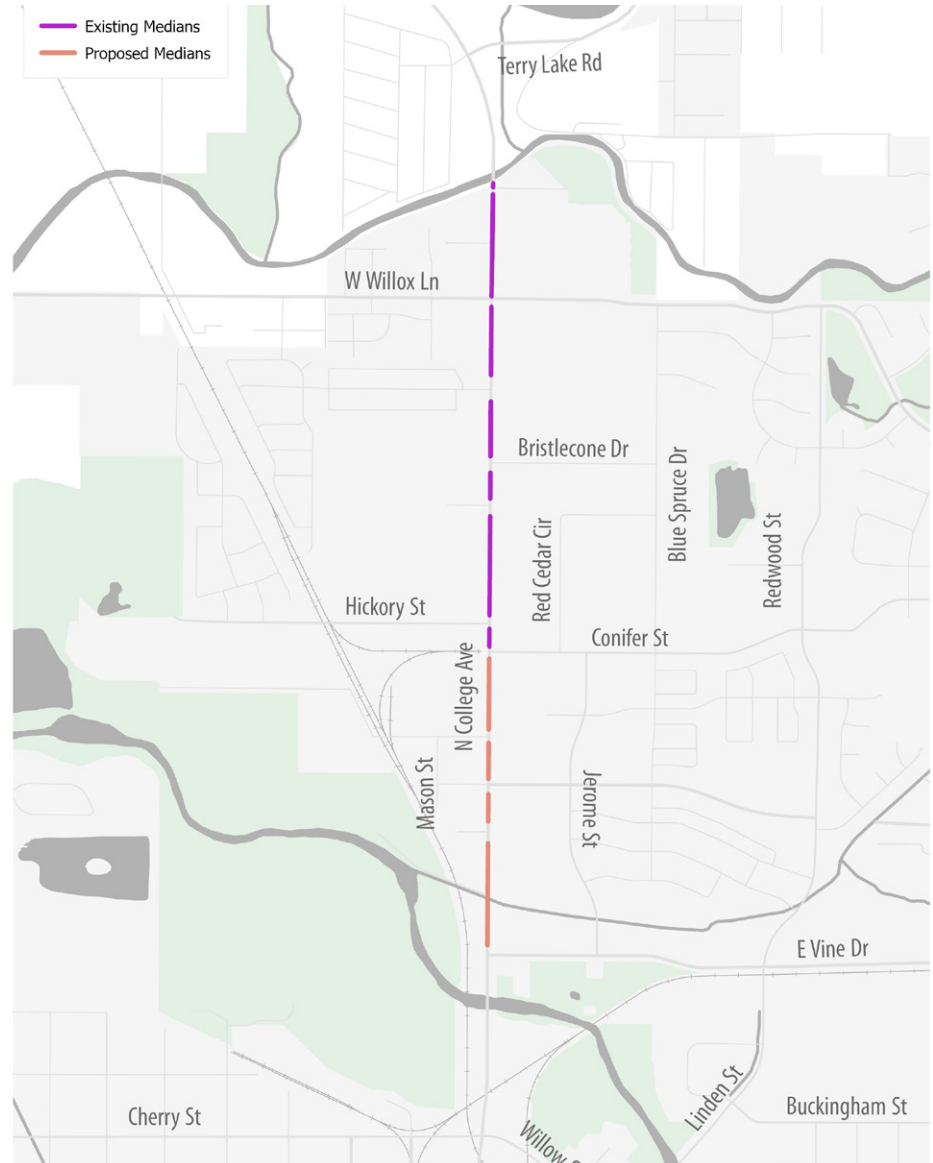 Existing Medians
Proposed Medians
Terry Lake Rd
W Willox Ln
Bristlecone Dr
Blue Spruce Dr
Red Cedar Cir
Redwood St
Hickory St
Conifer St
N College Ave
Mason St
Jerome St
E Vine Dr
Linden St
Buckingham St
Cherry St
Willow